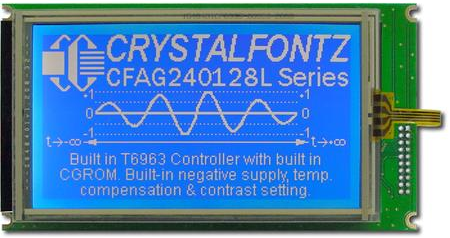 CRYSTALFONTZ
CFAG240128L Series
+1 +1
0
-1 -1
t→-∞ t→+∞
Built in T6963 Controller with built in
CGROM. Built-in negative supply, temp.
compensation & contrast setting.